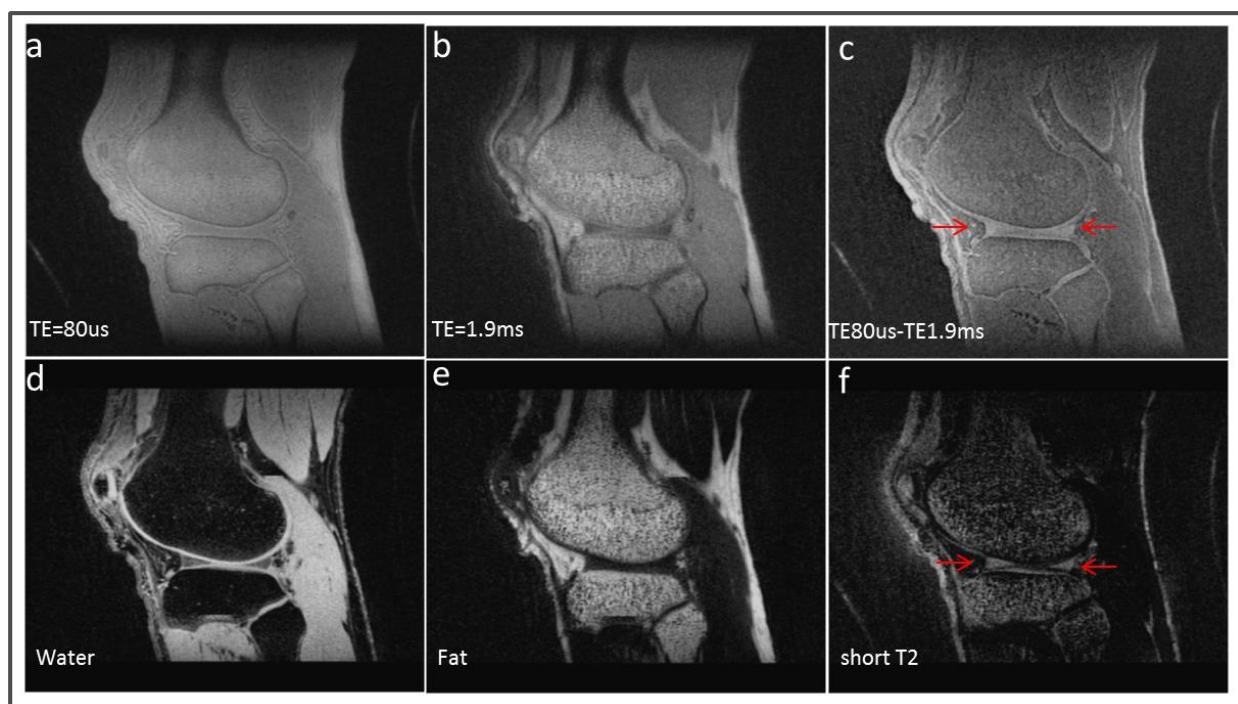 a
b
c
TE=80us
TE=1.9ms
TE80us-TE1.9ms
d
e
f
Water
Fat
short T2